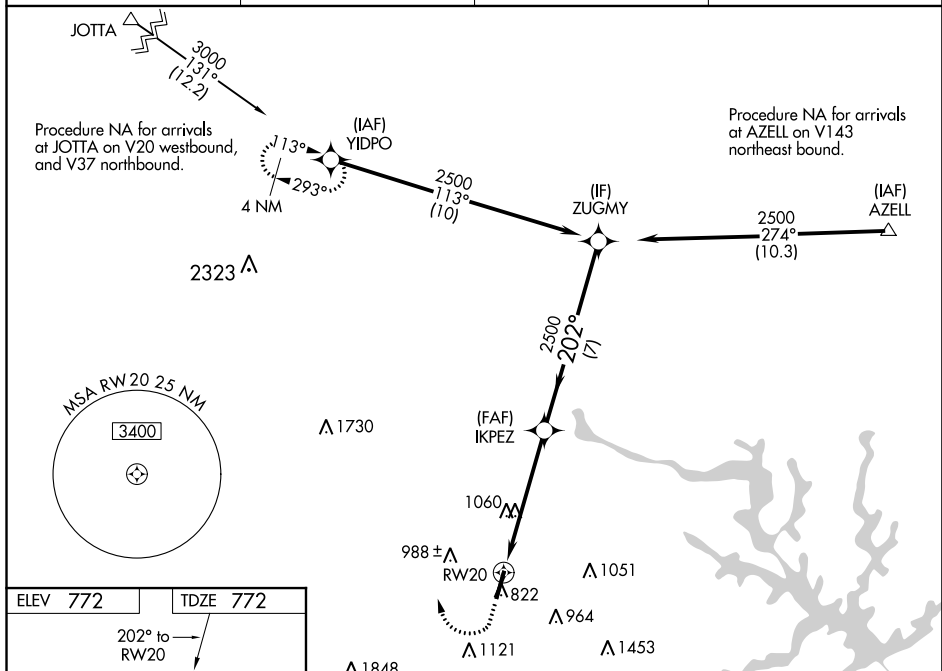 JOTTA
3000
131°
(12.2)
Procedure NA for arrivals
at JOTTA on V20 westbound,
and V37 northbound.
(IAF)
YIDPO
113°
293°
4 NM
2500
113°
(10)
Procedure NA for arrivals
at AZELL on V143
northeast bound.
(IF)
ZUGMY
(IAF)
AZELL
2500
274°
(10.3)
2323
2500
202°
(7)
MSA RW20 25 NM
3400
1730
(FAF)
IKPEZ
1060
988 ±
RW20
1051
822
964
1121
1453
1848
ELEV 772
TDZE 772
202° to
RW20